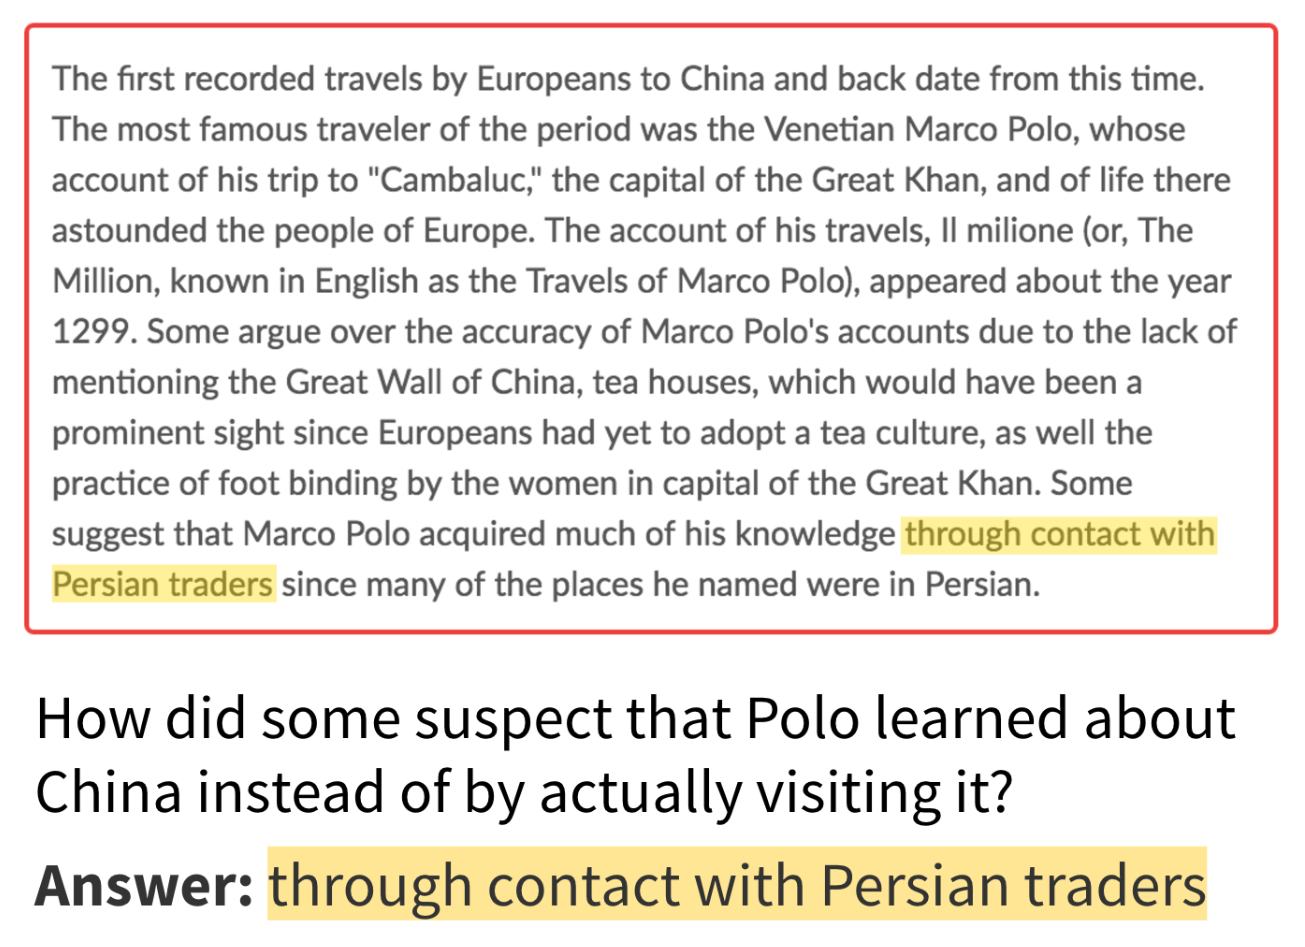 The first recorded travels by Europeans to China and back date from this time.
The most famous traveler of the period was the Venetian Marco Polo, whose
account of his trip to "Cambaluc," the capital of the Great Khan, and of life there
astounded the people of Europe. The account of his travels, Il milione (or, The
Million, known in English as the Travels of Marco Polo), appeared about the year
1299. Some argue over the accuracy of Marco Polo's accounts due to the lack of
mentioning the Great Wall of China, tea houses, which would have been a
prominent sight since Europeans had yet to adopt a tea culture, as well the
practice of foot binding by the women in capital of the Great Khan. Some
suggest that Marco Polo acquired much of his knowledge through contact with
Persian traders since many of the places he named were in Persian.
How did some suspect that Polo learned about
China instead of by actually visiting it?
Answer: through contact with Persian traders